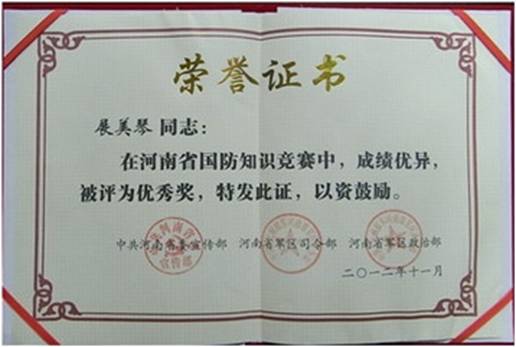 荣誉证书
展美琴 同志：
在河南省国防知识竞赛中，成绩优异，
被评为优秀奖，特发此证，以资鼓励。
中共河南省委宣传部 河南省军区司令部 河南省军区政治部
二〇一二年十一月